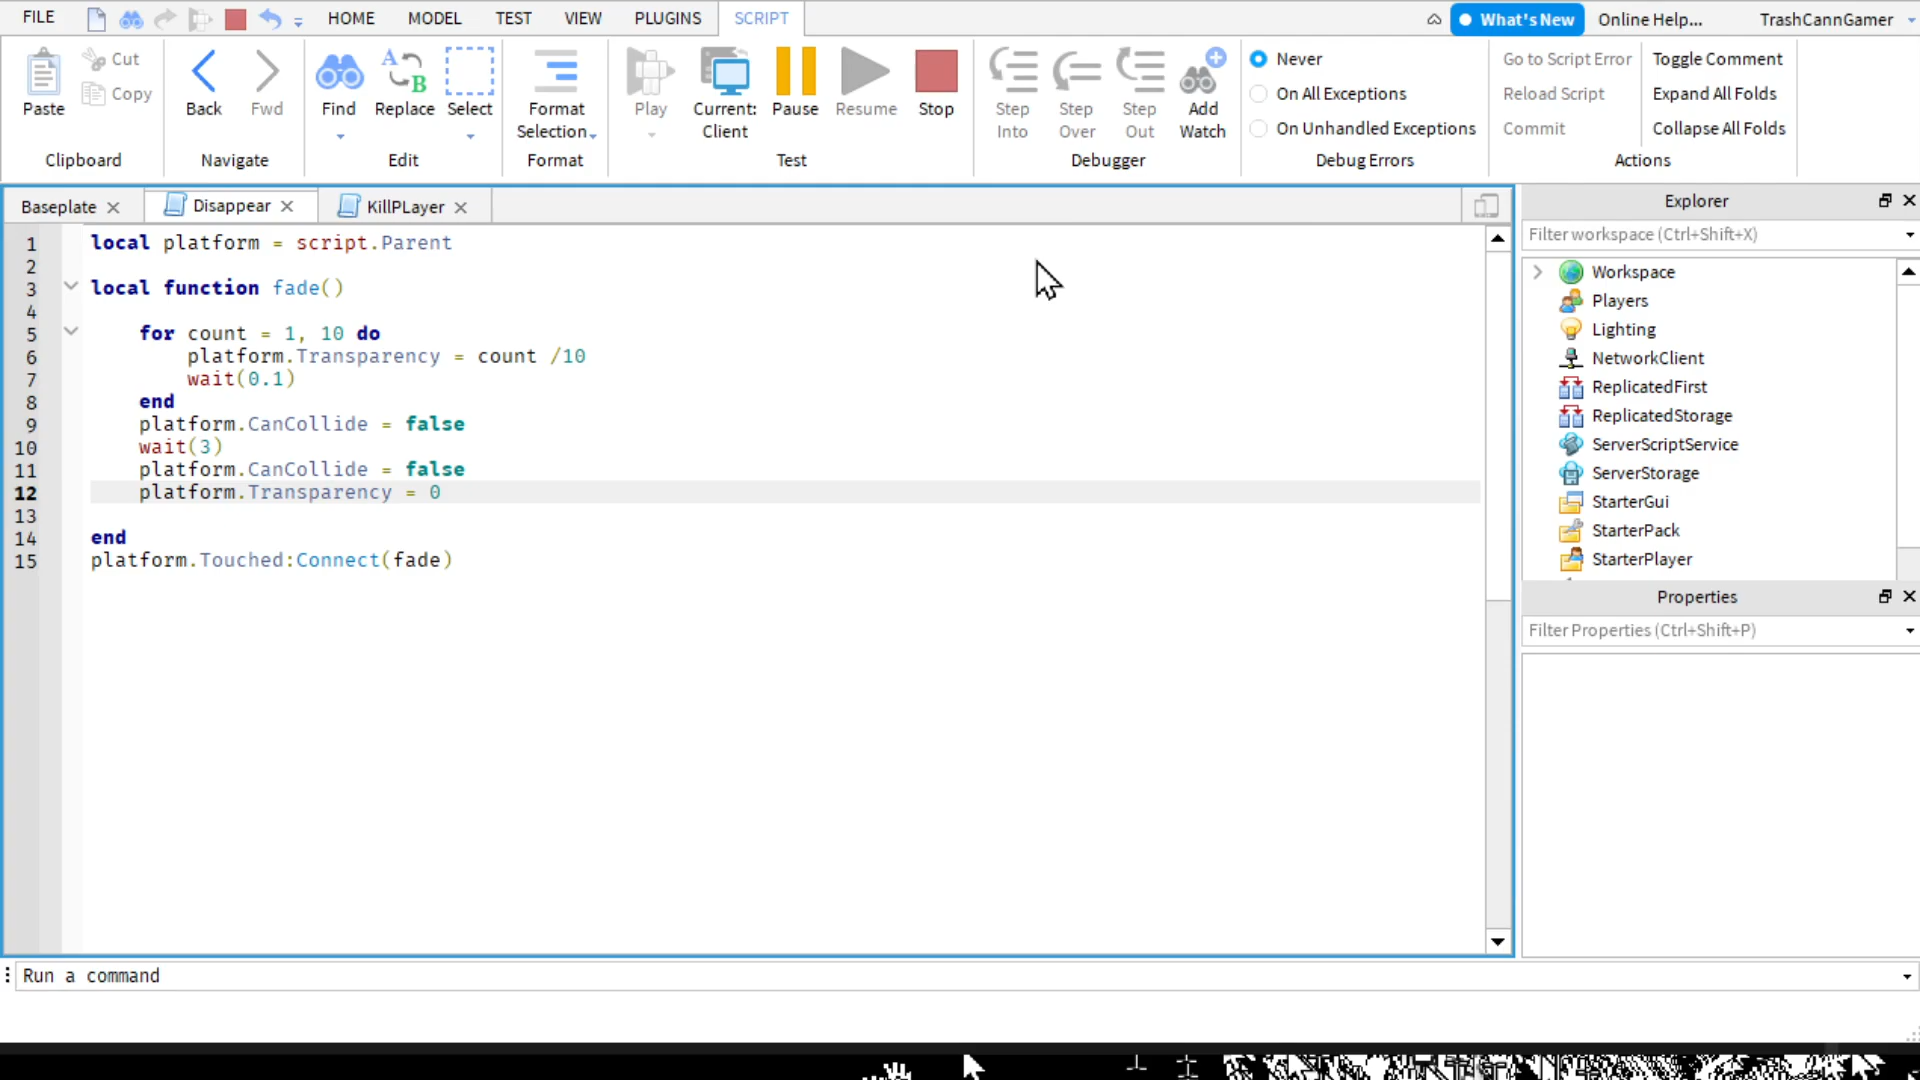 FILE HOME MODEL TEST VIEW PLUGINS SCRIPT What's New Online Help... TrashCannGamer
Paste Cut Copy Clipboard
Back Fwd Navigate
Find Replace Select Edit
Format Selection Format
Play Current: Client Pause Resume Stop Test
Step Into Step Over Step Out Add Watch Debugger
Never
On All Exceptions
On Unhandled Exceptions
Debug Errors
Go to Script Error Toggle Comment
Reload Script Expand All Folds
Commit Collapse All Folds
Actions
Baseplate Disappear KillPLayer
1 local platform = script.Parent
2
3 local function fade()
4
5 for count = 1, 10 do
6 platform.Transparency = count /10
7 wait(0.1)
8 end
9 platform.CanCollide = false
10 wait(3)
11 platform.CanCollide = false
12 platform.Transparency = 0
13
14 end
15 platform.Touched:Connect(fade)
Explorer
Filter workspace (Ctrl+Shift+X)
Workspace
Players
Lighting
NetworkClient
ReplicatedFirst
ReplicatedStorage
ServerScriptService
ServerStorage
StarterGui
StarterPack
StarterPlayer
Properties
Filter Properties (Ctrl+Shift+P)
Run a command